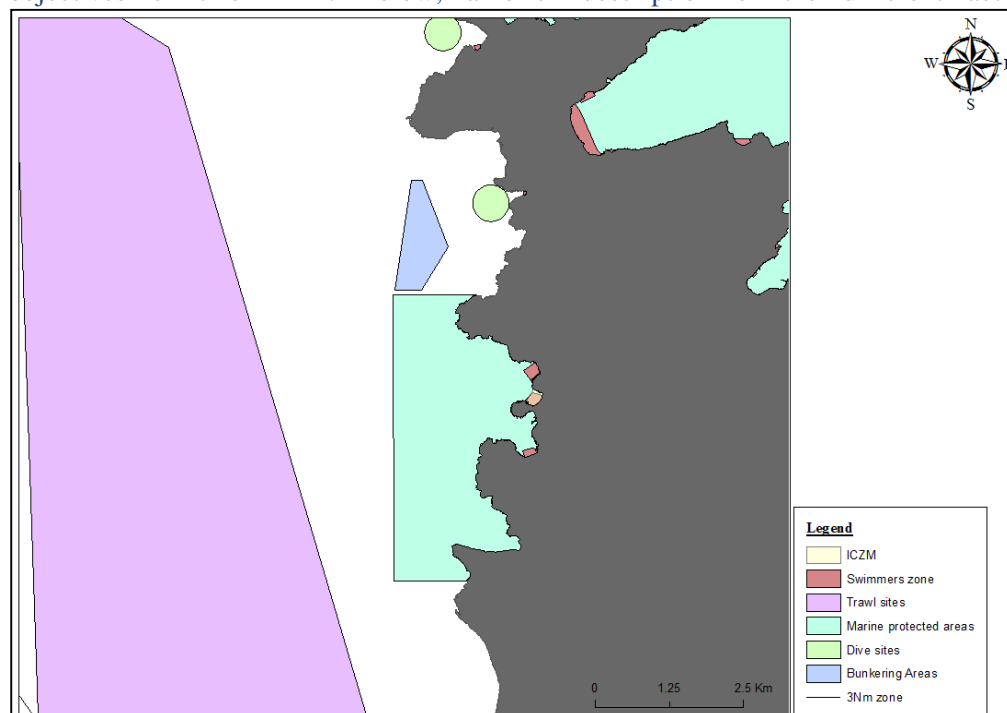 N
W
S
Legend
ICZM
Swimmers zone
Trawl sites
Marine protected areas
Dive sites
Bunkering Areas
3Nm zone
0 1.25 2.5 Km